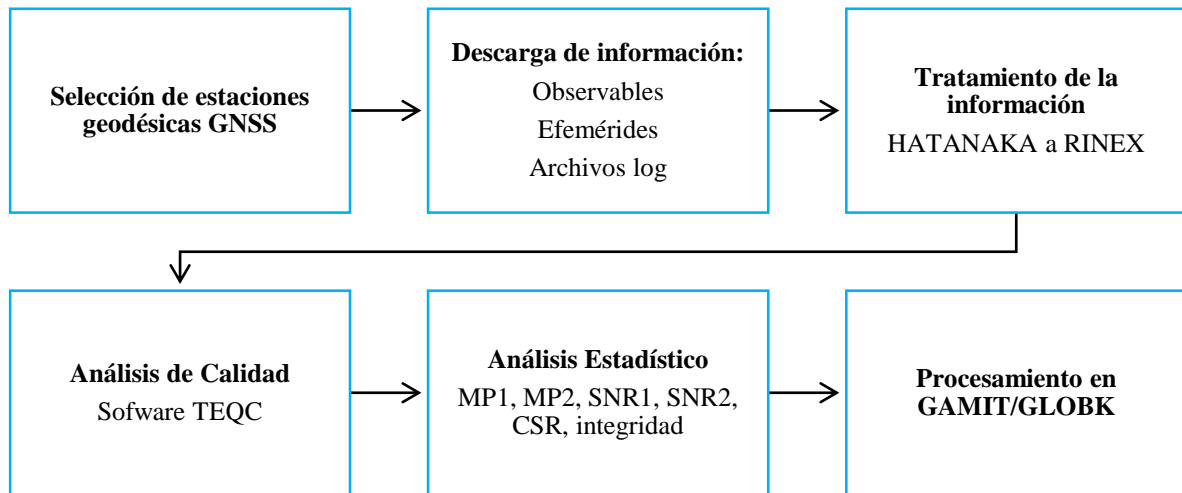 Selección de estaciones
geodésicas GNSS
Descarga de información:
Observables
Efemérides
Archivos log
Tratamiento de la
información
HATANAKA a RINEX
Análisis de Calidad
Sofware TEQC
Análisis Estadístico
MP1, MP2, SNR1, SNR2,
CSR, integridad
Procesamiento en
GAMIT/GLOBK